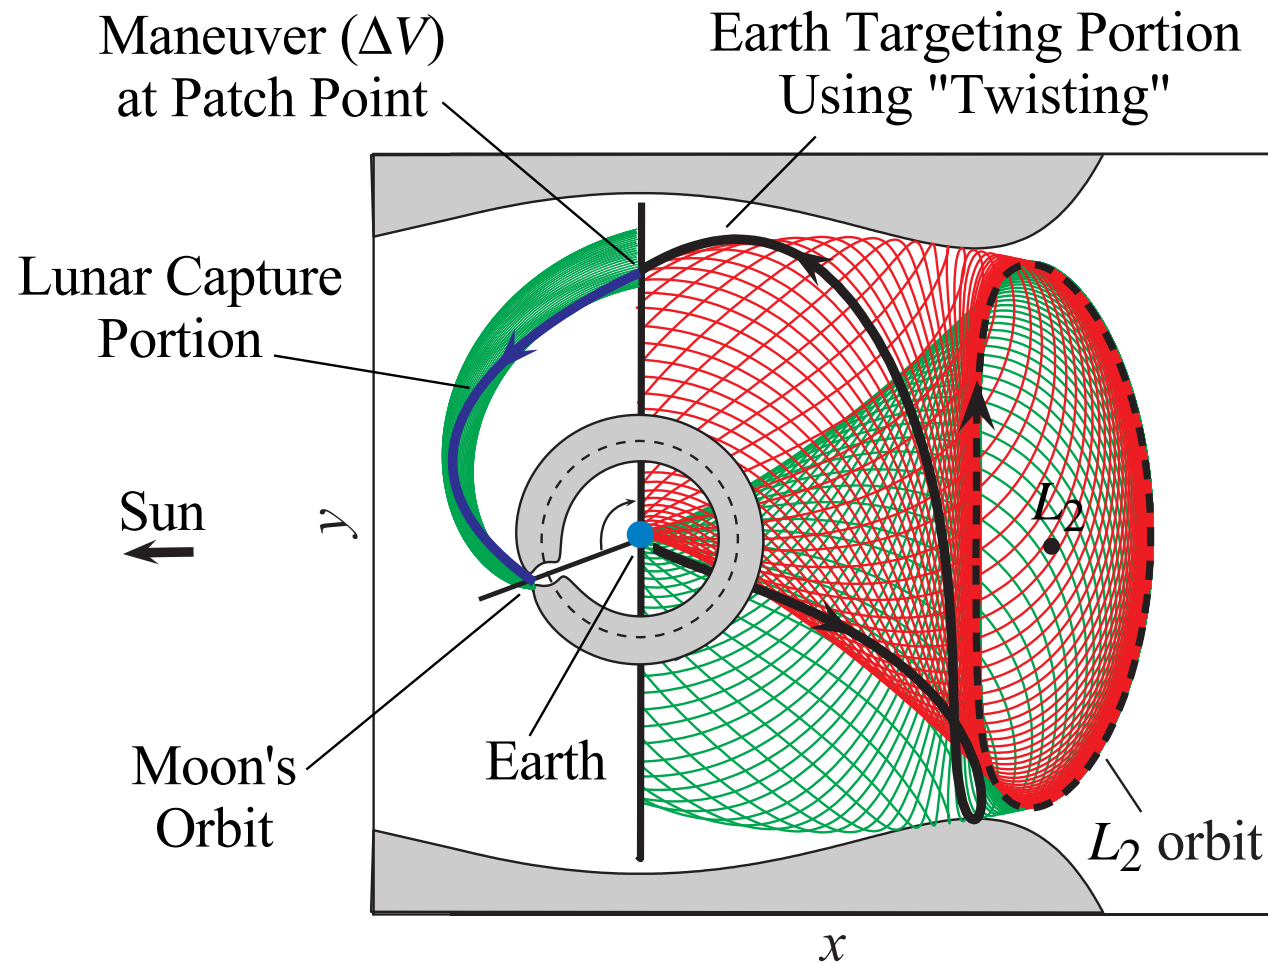 Maneuver (ΔV)
at Patch Point
Earth Targeting Portion
Using "Twisting"
Lunar Capture
Portion
Sun
y
L2
Moon's
Orbit
Earth
L2 orbit
x